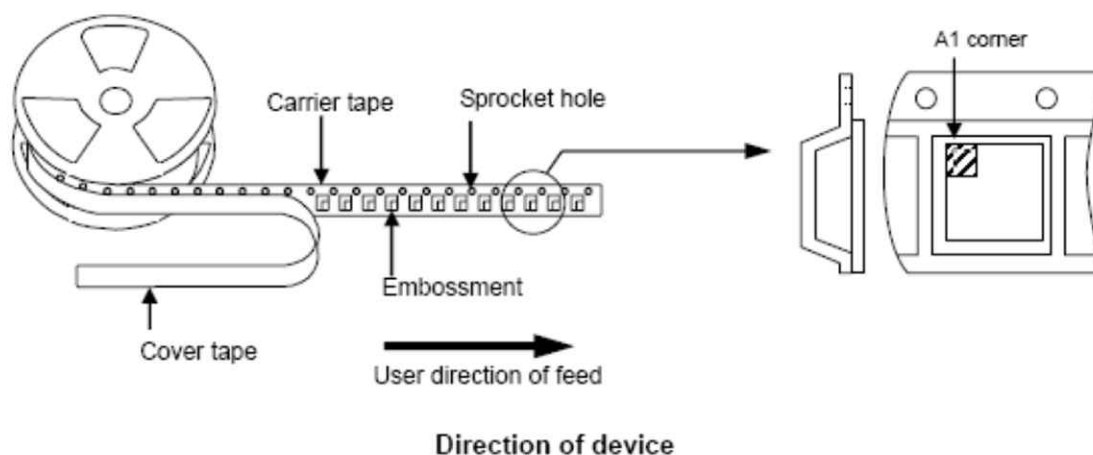 A1 corner
Carrier tape
Sprocket hole
Embossment
Cover tape
User direction of feed
Direction of device